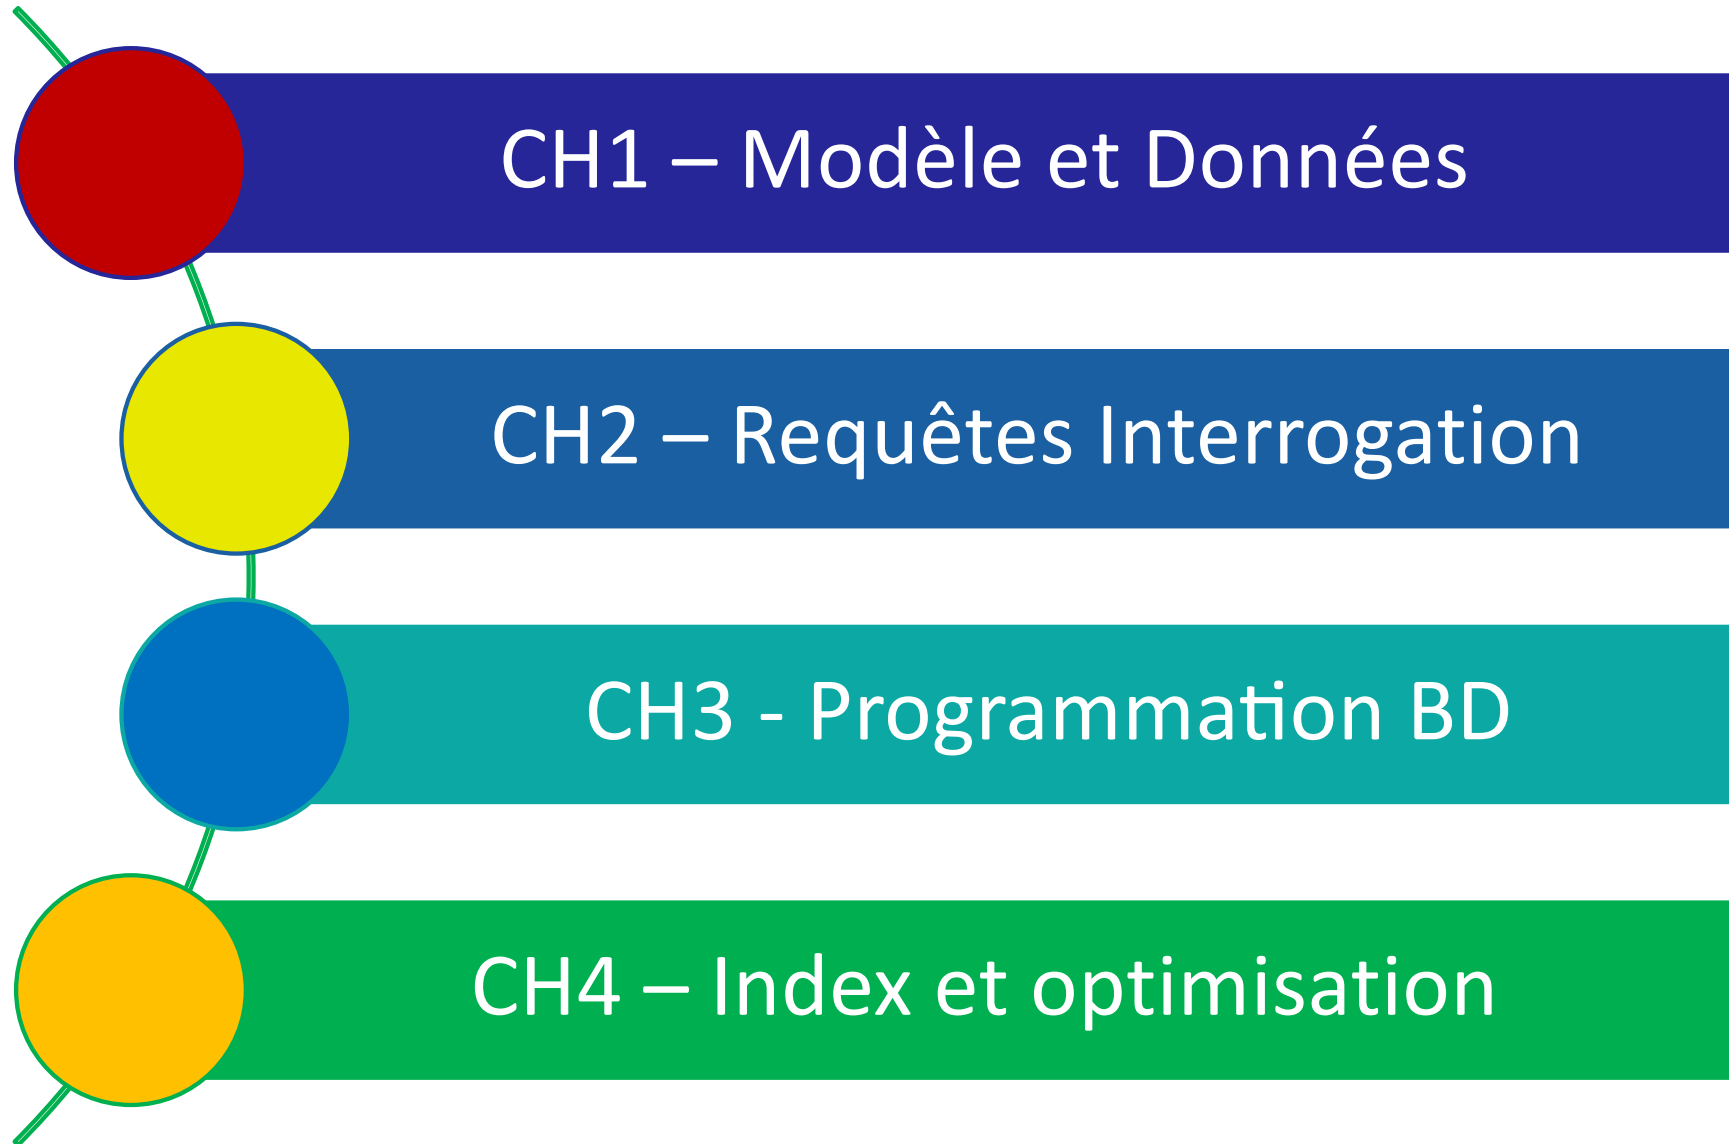 CH1 – Modèle et Données
CH2 – Requêtes Interrogation
CH3 - Programmation BD
CH4 – Index et optimisation